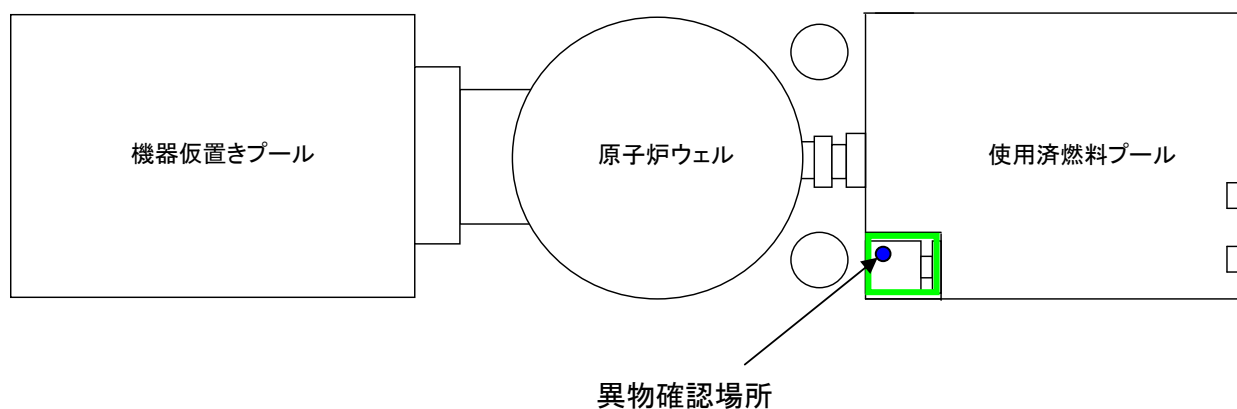 機器仮置きプール
原子炉ウェル
使用済燃料プール
異物確認場所